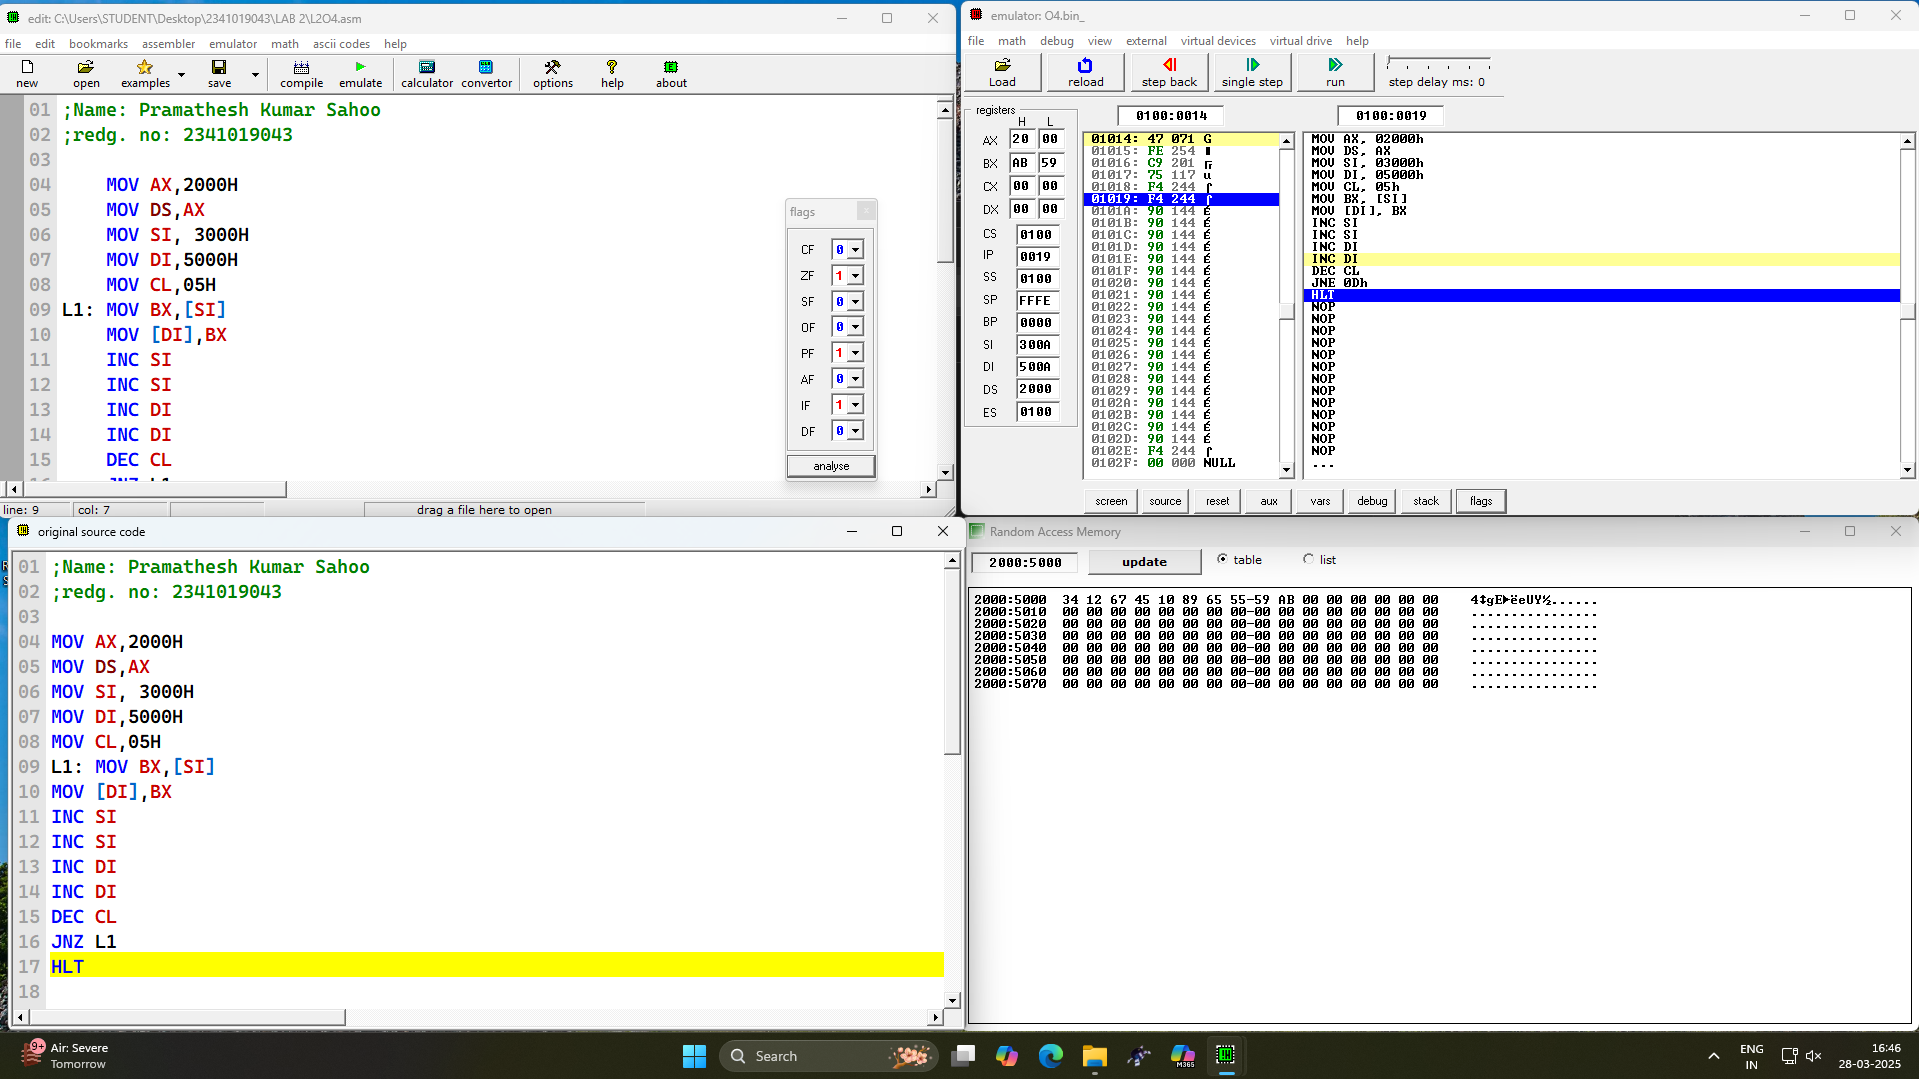 edit: C:\Users\STUDENT\Desktop\2341019043\LAB 2\L2O4.asm
file edit bookmarks assembler emulator math ascii codes help
new open examples save compile emulate calculator convertor options help about
01 ;Name: Pramathesh Kumar Sahoo
02 ;redg. no: 2341019043
03
04 MOV AX,2000H
05 MOV DS,AX
06 MOV SI, 3000H
07 MOV DI,5000H
08 MOV CL,05H
09 L1: MOV BX,[SI]
10 MOV [DI],BX
11 INC SI
12 INC SI
13 INC DI
14 INC DI
15 DEC CL
line: 9 col: 7 drag a file here to open
flags
CF 0
ZF 1
SF 0
OF 0
PF 1
AF 0
IF 1
DF 0
analyse
emulator: O4.bin_
file math debug view external virtual devices virtual drive help
Load reload step back single step run step delay ms: 0
registers
H L
AX 20 00
BX AB 59
CX 00 00
DX 00 00
CS 0100
IP 0019
SS 0100
SP FFFE
BP 0000
SI 300A
DI 500A
DS 2000
ES 0100
0100:0014
0100:0019
01014: 47 071 G
01015: FE 254 ■
01016: C9 201 ╔
01017: 75 117 u
01018: F4 244 ⌠
01019: F4 244 ⌠
0101A: 90 144 É
0101B: 90 144 É
0101C: 90 144 É
0101D: 90 144 É
0101E: 90 144 É
0101F: 90 144 É
01020: 90 144 É
01021: 90 144 É
01022: 90 144 É
01023: 90 144 É
01024: 90 144 É
01025: 90 144 É
01026: 90 144 É
01027: 90 144 É
01028: 90 144 É
01029: 90 144 É
0102A: 90 144 É
0102B: 90 144 É
0102C: 90 144 É
0102D: 90 144 É
0102E: F4 244 ⌠
0102F: 00 000 NULL
MOV AX, 02000h
MOV DS, AX
MOV SI, 03000h
MOV DI, 05000h
MOV CL, 05h
MOV BX, [SI]
MOV [DI], BX
INC SI
INC SI
INC DI
INC DI
DEC CL
JNE 0Dh
HLT
NOP
NOP
NOP
NOP
NOP
NOP
NOP
NOP
NOP
NOP
NOP
NOP
NOP
...
screen source reset aux vars debug stack flags
original source code
01 ;Name: Pramathesh Kumar Sahoo
02 ;redg. no: 2341019043
03
04 MOV AX,2000H
05 MOV DS,AX
06 MOV SI, 3000H
07 MOV DI,5000H
08 MOV CL,05H
09 L1: MOV BX,[SI]
10 MOV [DI],BX
11 INC SI
12 INC SI
13 INC DI
14 INC DI
15 DEC CL
16 JNZ L1
17 HLT
18
Random Access Memory
2000:5000 update table list
2000:5000 34 12 67 45 10 89 65 55-59 AB 00 00 00 00 00 00 4↕gE►ëeUY½......
2000:5010 00 00 00 00 00 00 00 00-00 00 00 00 00 00 00 00 ................
2000:5020 00 00 00 00 00 00 00 00-00 00 00 00 00 00 00 00 ................
2000:5030 00 00 00 00 00 00 00 00-00 00 00 00 00 00 00 00 ................
2000:5040 00 00 00 00 00 00 00 00-00 00 00 00 00 00 00 00 ................
2000:5050 00 00 00 00 00 00 00 00-00 00 00 00 00 00 00 00 ................
2000:5060 00 00 00 00 00 00 00 00-00 00 00 00 00 00 00 00 ................
2000:5070 00 00 00 00 00 00 00 00-00 00 00 00 00 00 00 00 ................
9+ Air: Severe
Tomorrow
Search
M365
ENG
IN
16:46
28-03-2025